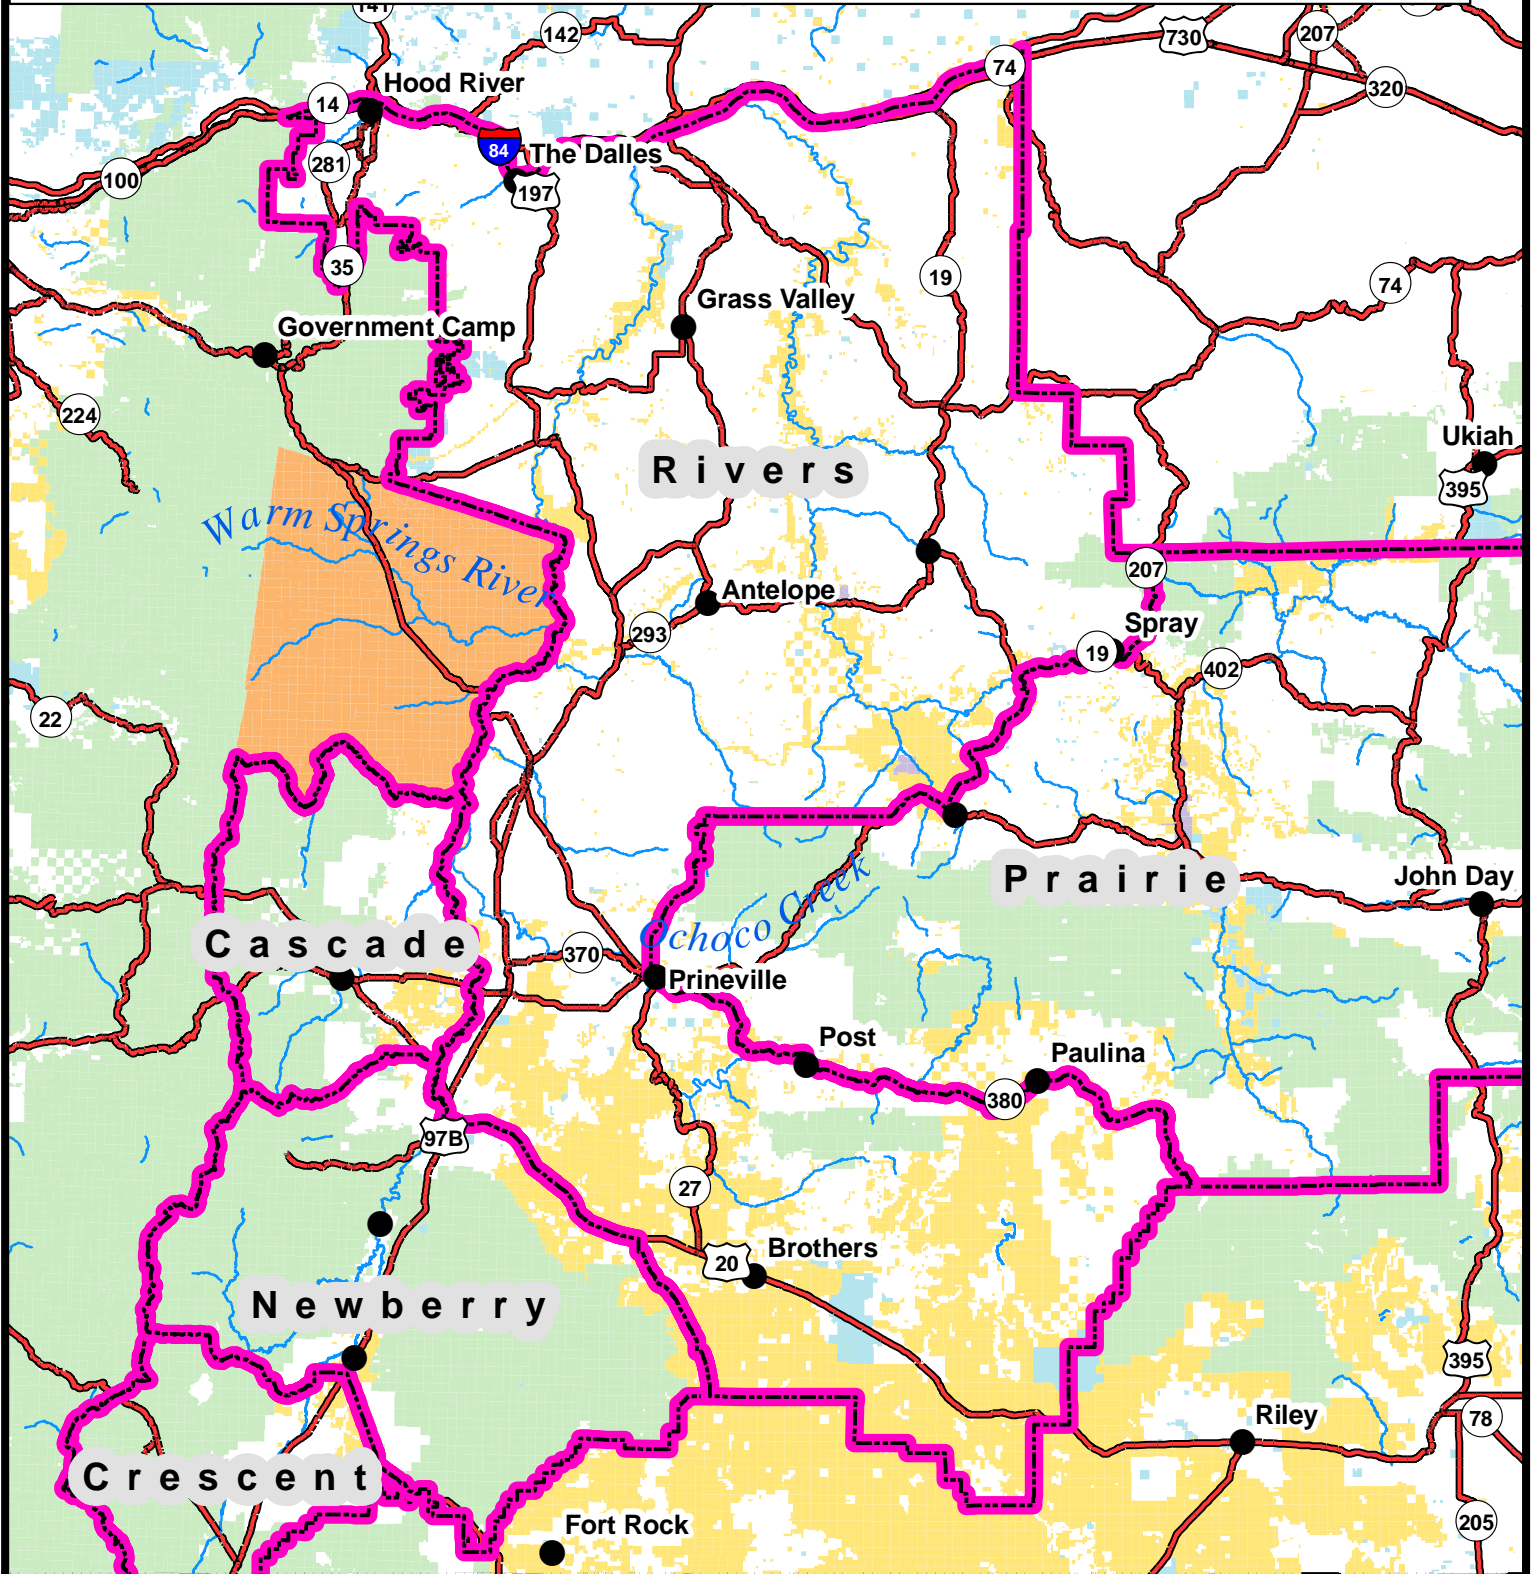 141
142
730
207
74
320
Hood River
14
84
The Dalles
281
100
197
35
19
74
Grass Valley
Government Camp
224
Ukiah
Rivers
395
Warm Springs River
207
Antelope
293
Spray
19
402
22
Prairie
John Day
Ochoco Creek
Cascade
370
Prineville
Post
Paulina
380
97B
27
Brothers
20
Newberry
395
Riley
78
Crescent
Fort Rock
205